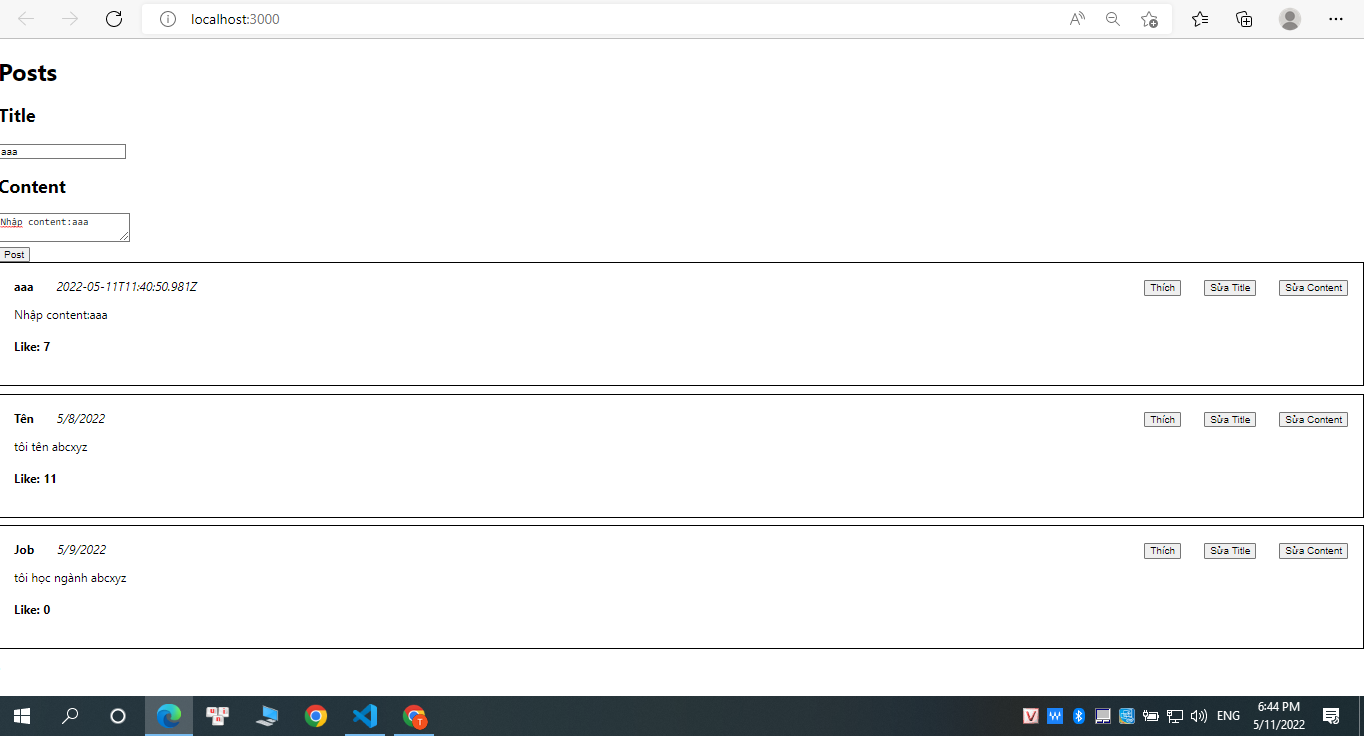 localhost:3000
Posts
Title
aaa
Content
Nhập content:aaa
Post
aaa 2022-05-11T11:40:50.981Z Thích Sửa Title Sửa Content
Nhập content:aaa
Like: 7
Tên 5/8/2022 Thích Sửa Title Sửa Content
tôi tên abcxyz
Like: 11
Job 5/9/2022 Thích Sửa Title Sửa Content
tôi học ngành abcxyz
Like: 0
ENG
6:44 PM
5/11/2022